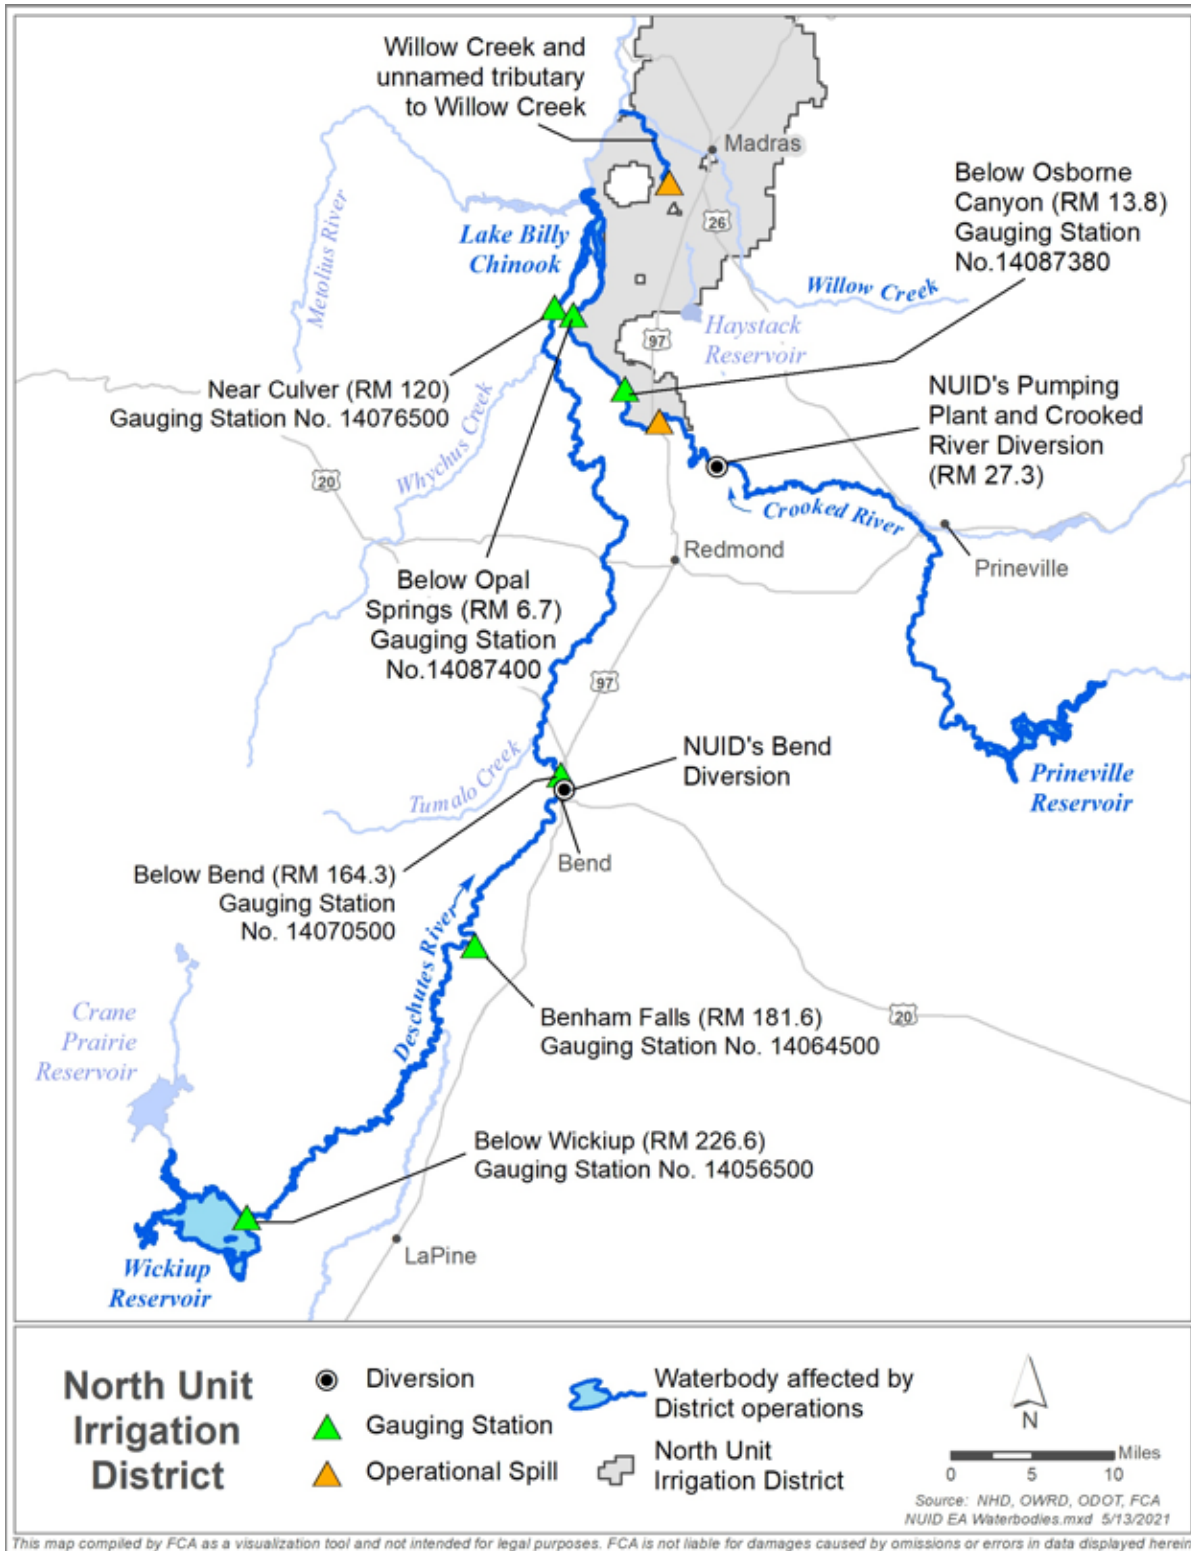 Willow Creek and
unnamed tributary
to Willow Creek
Madras
Below Osborne
Canyon (RM 13.8)
Gauging Station
No.14087380
Metolius River
Lake Billy
Chinook
26
Willow Creek
Haystack
Reservoir
97
Near Culver (RM 120)
Gauging Station No. 14076500
NUID's Pumping
Plant and Crooked
River Diversion
(RM 27.3)
Whychus Creek
20
Crooked River
Redmond
Prineville
Below Opal
Springs (RM 6.7)
Gauging Station
No.14087400
97
NUID's Bend
Diversion
Tumalo Creek
Prineville
Reservoir
Bend
Below Bend (RM 164.3)
Gauging Station
No. 14070500
Deschutes River
Crane
Prairie
Reservoir
Benham Falls (RM 181.6)
Gauging Station No. 14064500
20
Below Wickiup (RM 226.6)
Gauging Station No. 14056500
Wickiup
Reservoir
LaPine
North Unit
Irrigation
District
Diversion
Gauging Station
Operational Spill
Waterbody affected by
District operations
North Unit
Irrigation District
N
Miles
0 5 10
Source: NHD, OWRD, ODOT, FCA
NUID EA Waterbodies.mxd 5/13/2021
This map compiled by FCA as a visualization tool and not intended for legal purposes. FCA is not liable for damages caused by omissions or errors in data displayed herein